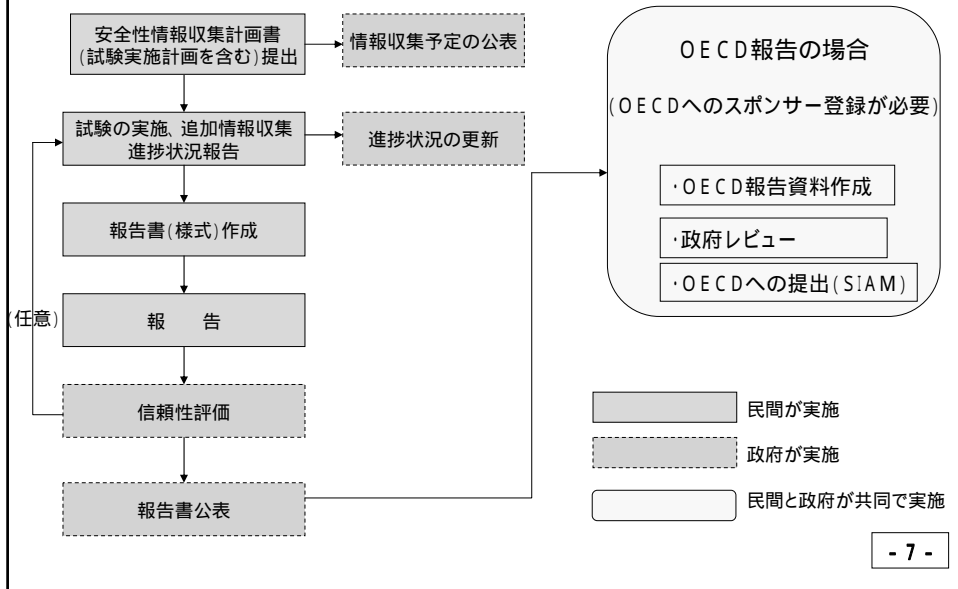 安全性情報収集計画書
(試験実施計画を含む)提出
情報収集予定の公表
試験の実施、追加情報収集
進捗状況報告
進捗状況の更新
報告書(様式)作成
報　告
(任意)
信頼性評価
報告書公表
OECD報告の場合
(OECDへのスポンサー登録が必要)
・OECD報告資料作成
・政府レビュー
・OECDへの提出(SIAM)
民間が実施
政府が実施
民間と政府が共同で実施
- 7 -